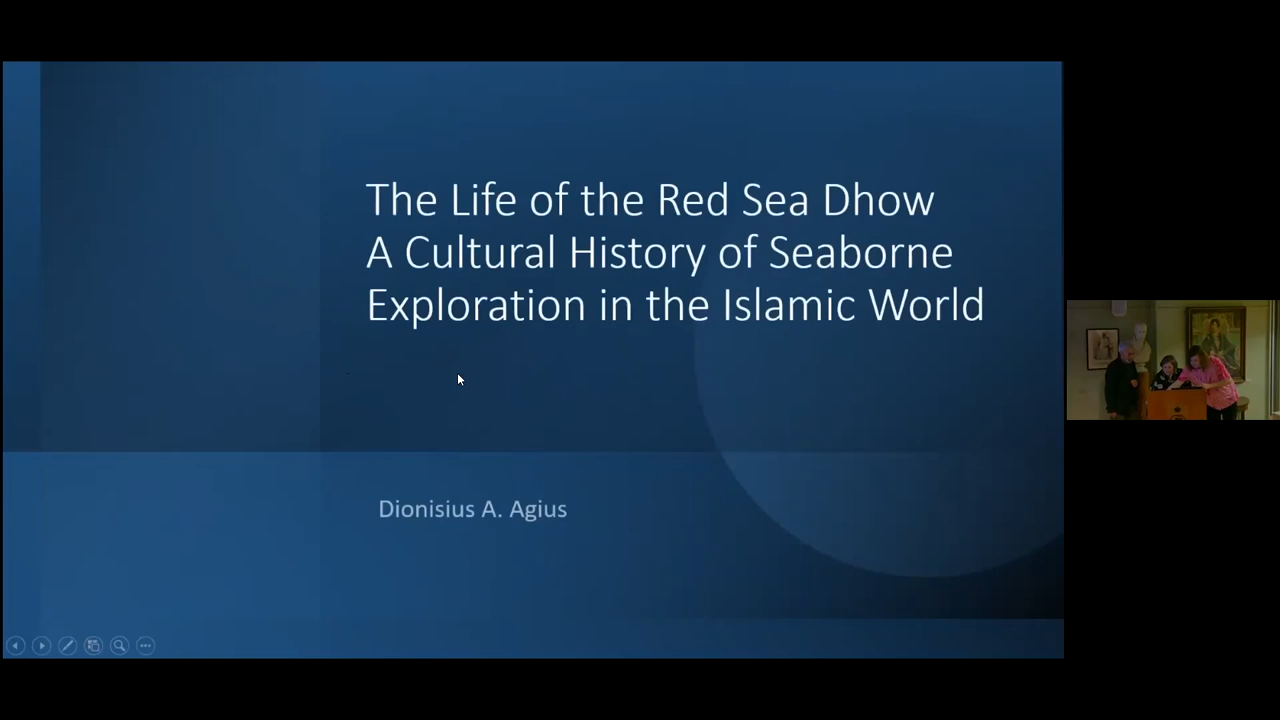 The Life of the Red Sea Dhow
A Cultural History of Seaborne
Exploration in the Islamic World
Dionisius A. Agius